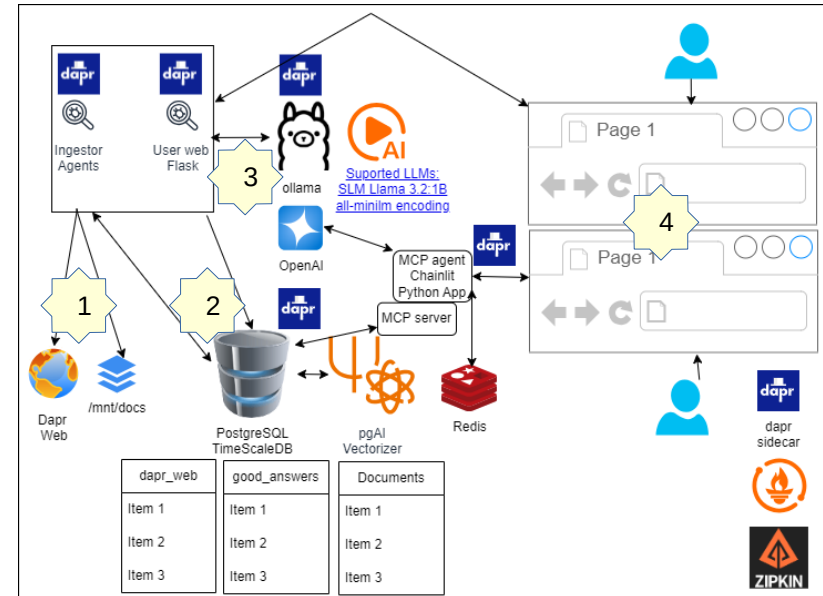 dapr
dapr
Ingestor
Agents
User web
Flask
3
dapr
ollama
AI
Suported LLMs:
SLM Llama 3.2:1B
all-minilm encoding
OpenAI
MCP agent
Chainlit
Python App
dapr
MCP server
Page 1
4
Page 1
1
2
dapr
Dapr
Web
/mnt/docs
PostgreSQL
TimeScaleDB
pgAI
Vectorizer
Redis
dapr
dapr
sidecar
dapr_web
Item 1
Item 2
Item 3
good_answers
Item 1
Item 2
Item 3
Documents
Item 1
Item 2
Item 3
ZIPKIN